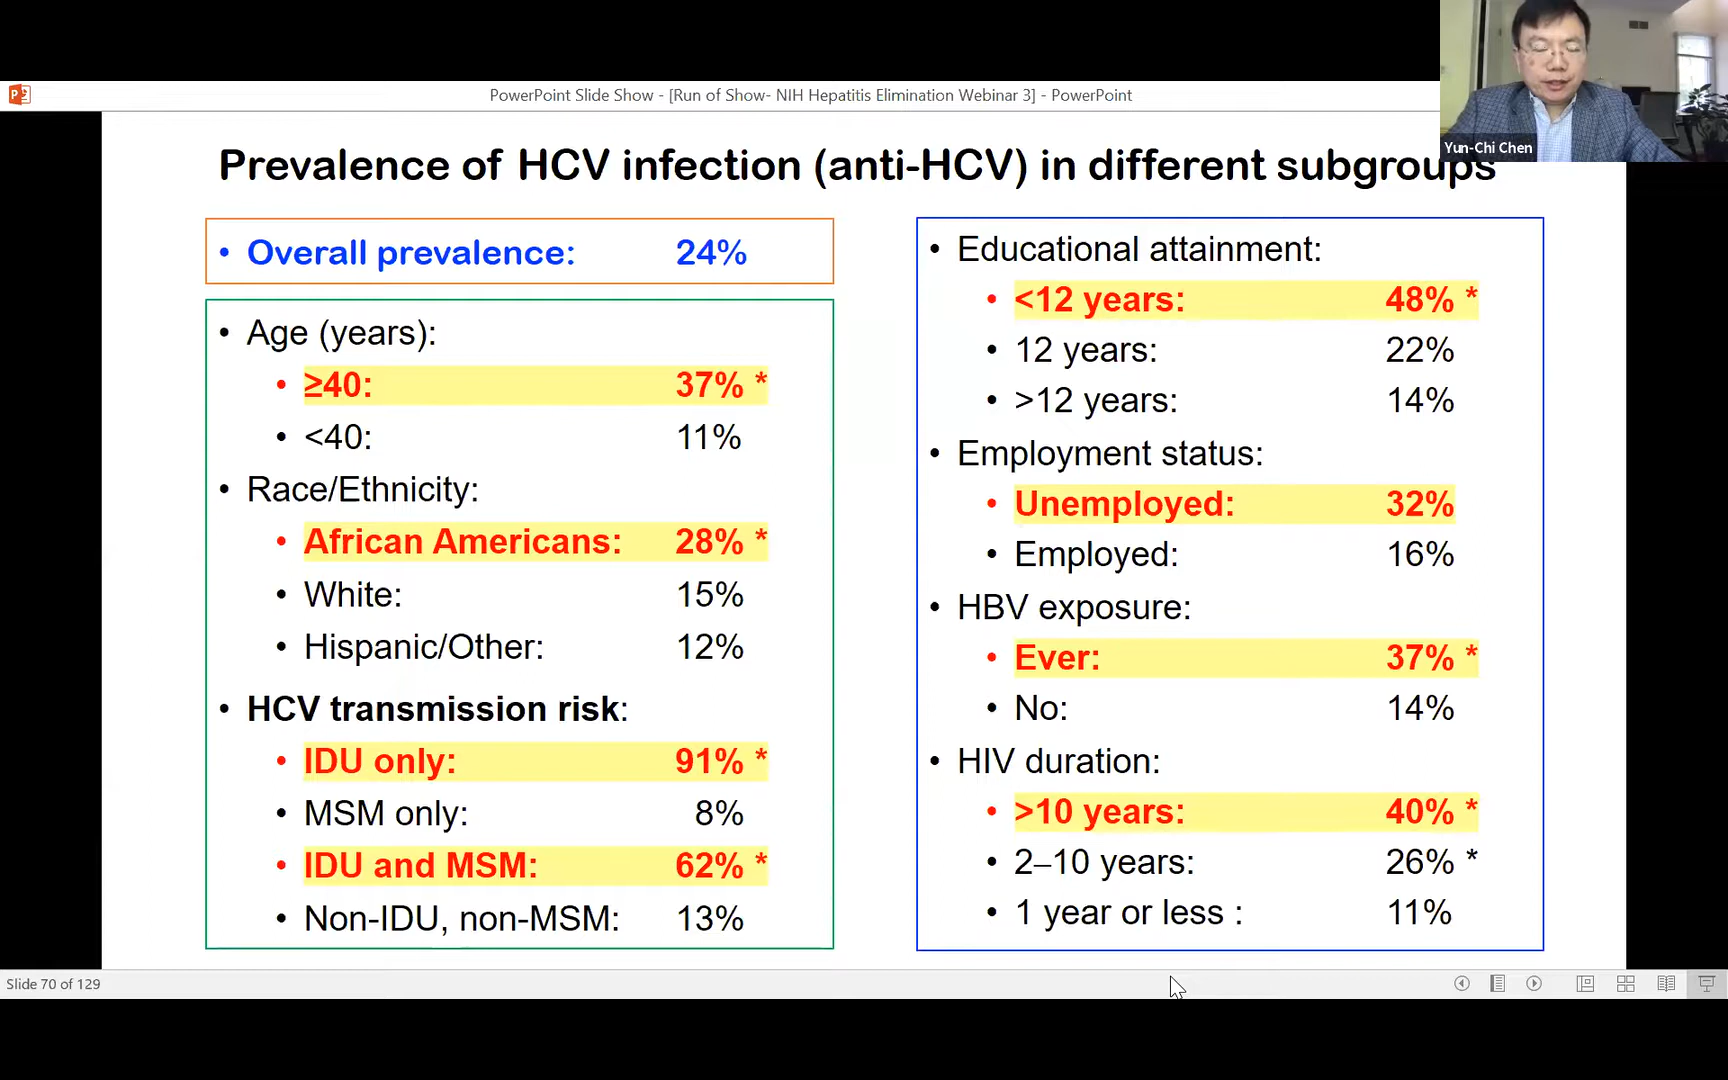 PowerPoint Slide Show - [Run of Show- NIH Hepatitis Elimination Webinar 3] - PowerPoint
Yun-Chi Chen
Prevalence of HCV infection (anti-HCV) in different subgroups
• Overall prevalence: 24%
• Age (years):
• ≥40: 37% *
• <40: 11%
• Race/Ethnicity:
• African Americans: 28% *
• White: 15%
• Hispanic/Other: 12%
• HCV transmission risk:
• IDU only: 91% *
• MSM only: 8%
• IDU and MSM: 62% *
• Non-IDU, non-MSM: 13%
• Educational attainment:
• <12 years: 48% *
• 12 years: 22%
• >12 years: 14%
• Employment status:
• Unemployed: 32%
• Employed: 16%
• HBV exposure:
• Ever: 37% *
• No: 14%
• HIV duration:
• >10 years: 40% *
• 2–10 years: 26% *
• 1 year or less : 11%
Slide 70 of 129